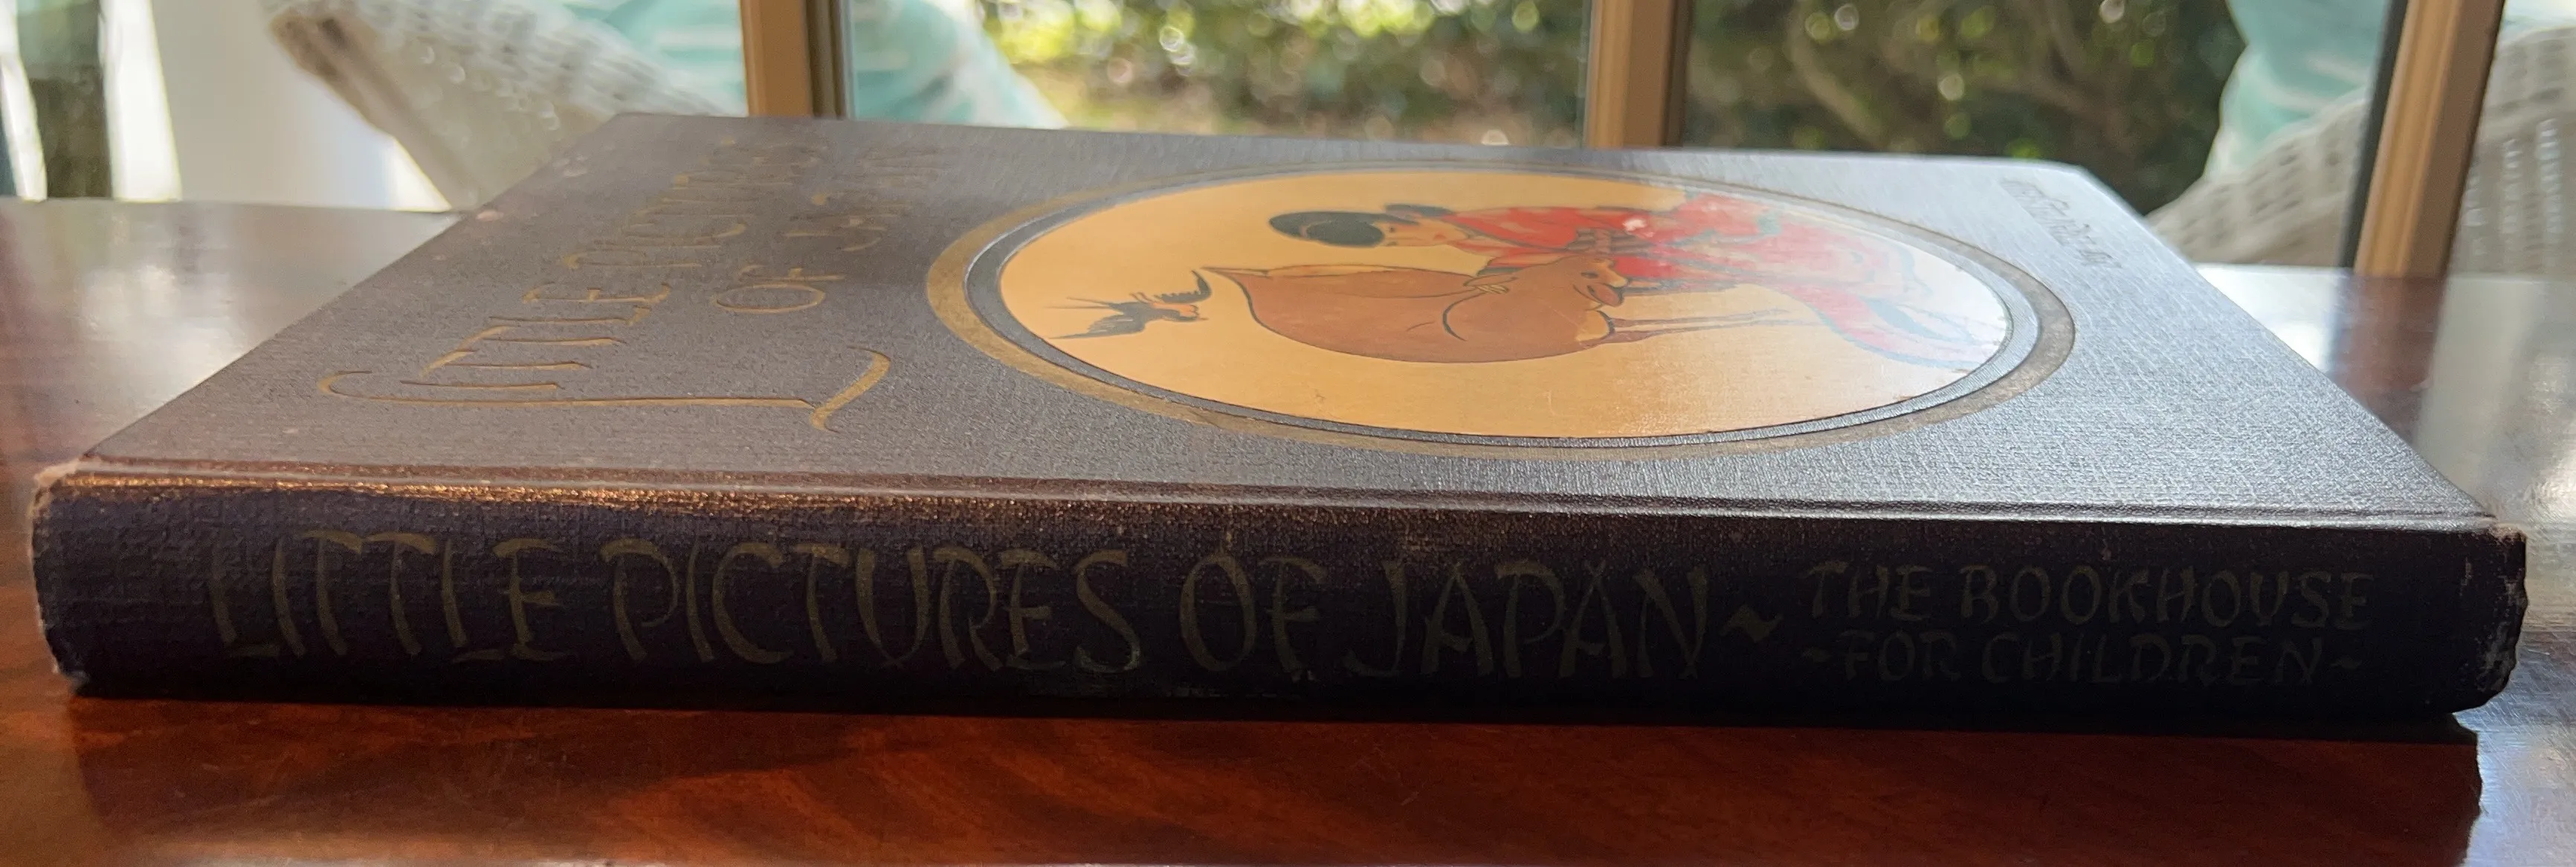 LITTLE PICTURES
OF JAPAN
LITTLE PICTURES OF JAPAN ~ THE BOOKHOUSE
~FOR CHILDREN~